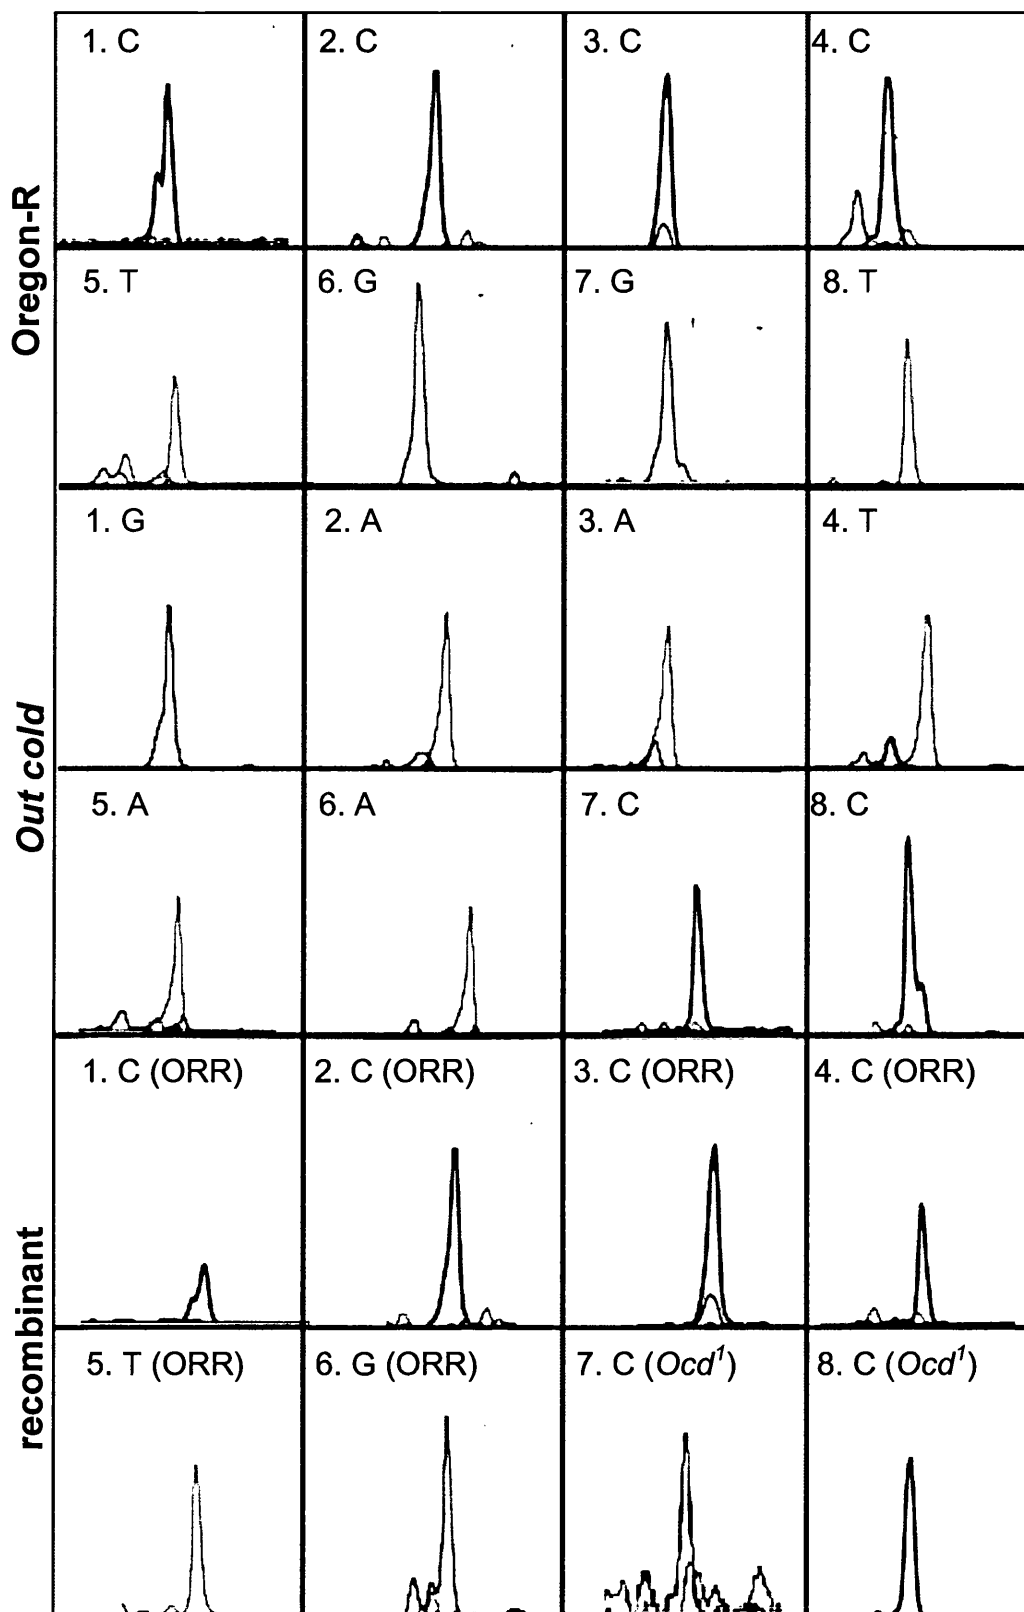 Oregon-R
1. C
2. C
3. C
4. C
5. T
6. G
7. G
8. T
Out cold
1. G
2. A
3. A
4. T
5. A
6. A
7. C
8. C
recombinant
1. C (ORR)
2. C (ORR)
3. C (ORR)
4. C (ORR)
5. T (ORR)
6. G (ORR)
7. C (Ocd¹)
8. C (Ocd¹)